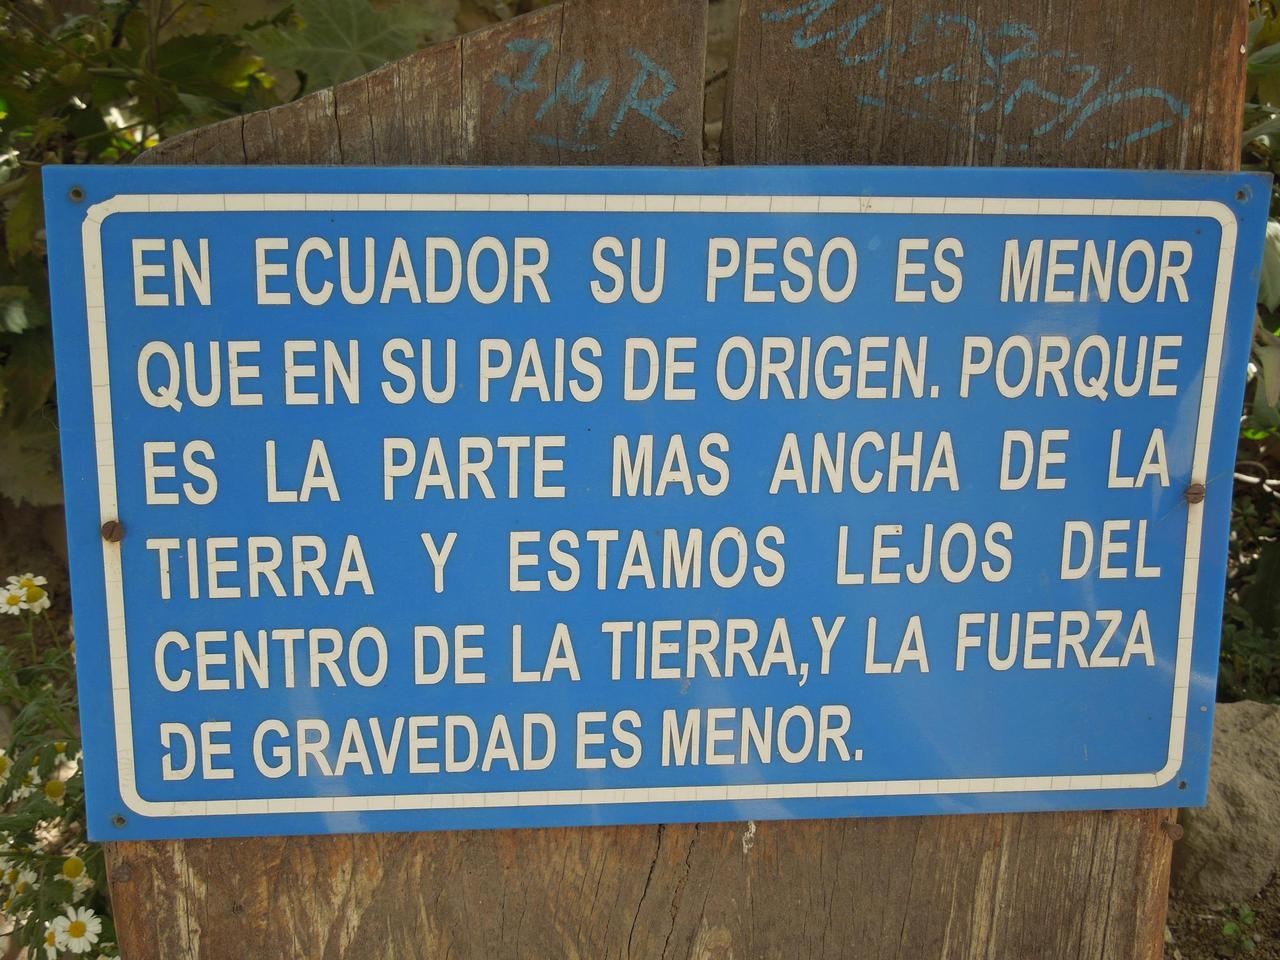 7MR
EN ECUADOR SU PESO ES MENOR
QUE EN SU PAIS DE ORIGEN. PORQUE
ES LA PARTE MAS ANCHA DE LA
TIERRA Y ESTAMOS LEJOS DEL
CENTRO DE LA TIERRA, Y LA FUERZA
DE GRAVEDAD ES MENOR.